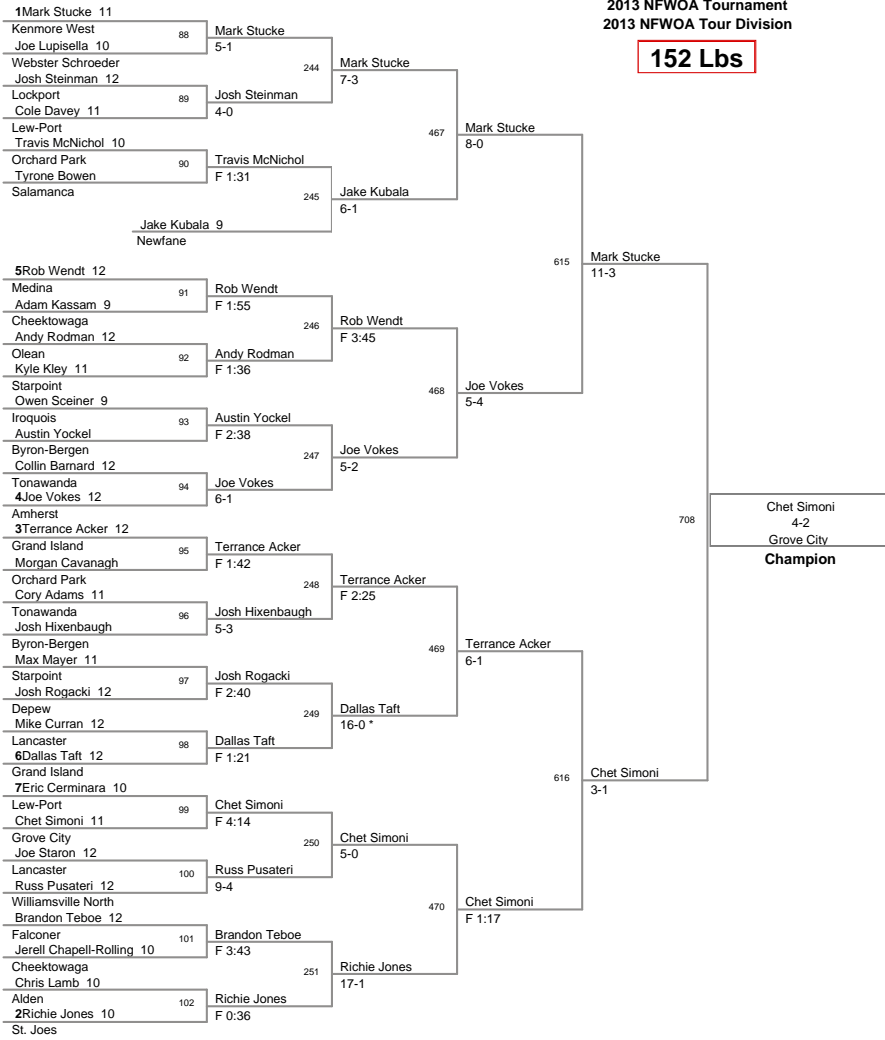 2013 NFWOA Tournament
2013 NFWOA Tour Division
152 Lbs
1Mark Stucke 11
Kenmore West
Joe Lupisella 10
Webster Schroeder
Josh Steinman 12
Lockport
Cole Davey 11
Lew-Port
Travis McNichol 10
Orchard Park
Tyrone Bowen
Salamanca
Jake Kubala 9
Newfane
5Rob Wendt 12
Medina
Adam Kassam 9
Cheektowaga
Andy Rodman 12
Olean
Kyle Kley 11
Starpoint
Owen Sceiner 9
Iroquois
Austin Yockel
Byron-Bergen
Collin Barnard 12
Tonawanda
4Joe Vokes 12
Amherst
3Terrance Acker 12
Grand Island
Morgan Cavanagh
Orchard Park
Cory Adams 11
Tonawanda
Josh Hixenbaugh
Byron-Bergen
Max Mayer 11
Starpoint
Josh Rogacki 12
Depew
Mike Curran 12
Lancaster
6Dallas Taft 12
Grand Island
7Eric Cerminara 10
Lew-Port
Chet Simoni 11
Grove City
Joe Staron 12
Lancaster
Russ Pusateri 12
Williamsville North
Brandon Teboe 12
Falconer
Jerell Chapell-Rolling 10
Cheektowaga
Chris Lamb 10
Alden
2Richie Jones 10
St. Joes
88
Mark Stucke
5-1
89
Josh Steinman
4-0
90
Travis McNichol
F 1:31
91
Rob Wendt
F 1:55
92
Andy Rodman
F 1:36
93
Austin Yockel
F 2:38
94
Joe Vokes
6-1
95
Terrance Acker
F 1:42
96
Josh Hixenbaugh
5-3
97
Josh Rogacki
F 2:40
98
Dallas Taft
F 1:21
99
Chet Simoni
F 4:14
100
Russ Pusateri
9-4
101
Brandon Teboe
F 3:43
102
Richie Jones
F 0:36
244
Mark Stucke
7-3
245
Jake Kubala
6-1
246
Rob Wendt
F 3:45
247
Joe Vokes
5-2
248
Terrance Acker
F 2:25
249
Dallas Taft
16-0 *
250
Chet Simoni
5-0
251
Richie Jones
17-1
467
Mark Stucke
8-0
468
Joe Vokes
5-4
469
Terrance Acker
6-1
470
Chet Simoni
F 1:17
615
Mark Stucke
11-3
616
Chet Simoni
3-1
708
Chet Simoni
4-2
Grove City
Champion